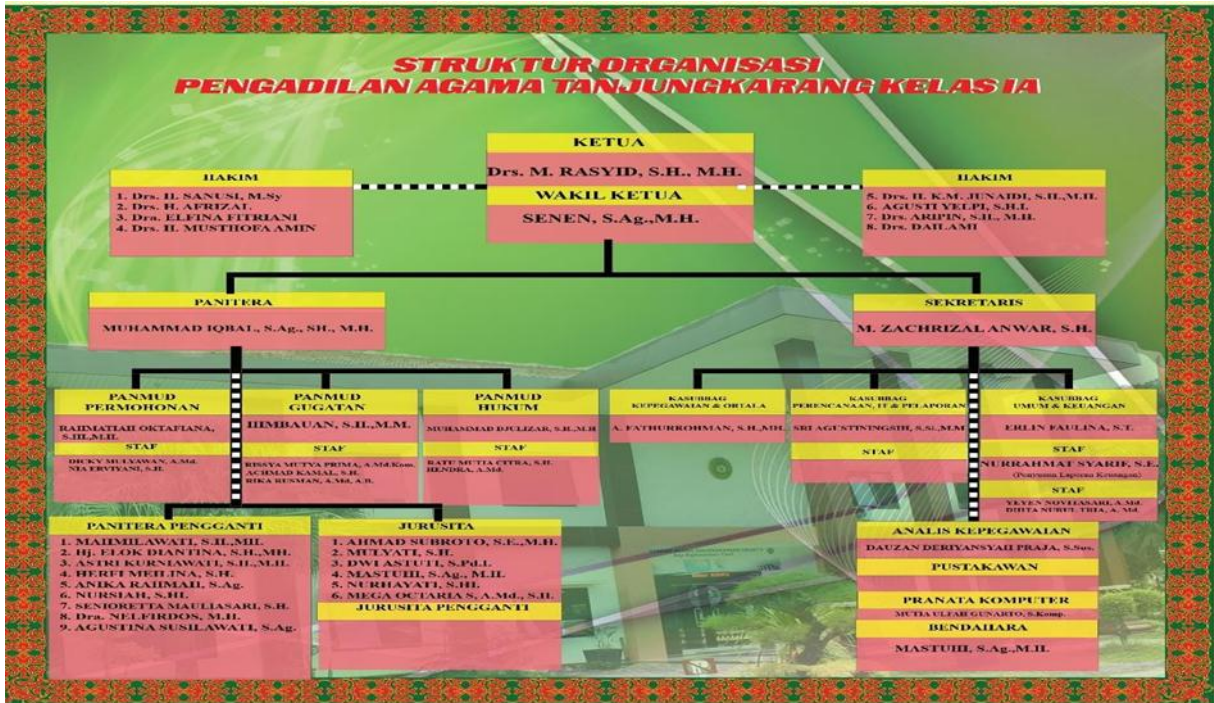 STRUKTUR ORGANISASI
PENGADILAN AGAMA TANJUNGKARANG KELAS IA
KETUA
Drs. M. RASYID, S.H., M.H.
WAKIL KETUA
SENEN, S.Ag.,M.H.
HAKIM
1. Drs. H. SANUSI, M.Sy
2. Drs. H. AFRIZAL
3. Dra. ELFINA FITRIANI
4. Drs. H. MUSTHOFA AMIN
HAKIM
5. Drs. H. K.M. JUNAIDI, S.H.,M.H.
6. AGUSTI YELPI, S.H.I.
7. Drs. ARIPIN, S.H., M.H.
8. Drs. DAILAMI
PANITERA
MUHAMMAD IQBAL, S.Ag., SH., M.H.
SEKRETARIS
M. ZACHRIZAL ANWAR, S.H.
PANMUD
PERMOHONAN
RAHMATIAH OKTAFIANA,
S.HI.,M.H.
STAF
DICKY MULYAWAN, A.Md.
NIA ERVIYANI, S.H.
PANMUD
GUGATAN
HIMBAUAN, S.H.,M.M.
STAF
RISSYA MUTYA PRIMA, A.Md.Kom.
ACHMAD KAMAL, S.H.
RIKA RUSMAN, A.Md, A.B.
PANMUD
HUKUM
MUHAMMAD DJULIZAR, S.H.,M.H
STAF
RATU MUTIA CITRA, S.H.
HENDRA, A.Md.
KASUBBAG
KEPEGAWAIAN & ORTALA
A. FATHURROHMAN, S.H.,MH.
KASUBBAG
PERENCANAAN, IT & PELAPORAN
SRI AGUSTININGSIH, S.Si.,M.M.
STAF
KASUBBAG
UMUM & KEUANGAN
ERLIN FAULINA, S.T.
STAF
NURRAHMAT SYARIF, S.E.
(Penyusun Laporan Keuangan)
STAF
YEYEN NOVITASARI, A.Md.
NURUL TRIA, A. Md.
PANITERA PENGGANTI
1. MAHMILAWATI, S.H.,MH.
2. Hj. ELOK DIANTINA, S.H.,MH.
3. ASTRI KURNIAWATI, S.H.,M.H.
4. HERFI MEILINA, S.H.
5. ANIKA RAHMAH, S.Ag.
6. NURSIAH, S.HI.
7. SENIORETTA MAULIASARI, S.H.
8. Dra. NELFIRDOS, M.H.
9. AGUSTINA SUSILAWATI, S.Ag.
JURUSITA
1. AHMAD SUBROTO, S.E.,M.H.
2. MULYATI, S.H.
3. DWI ASTUTI, S.Pd.I.
4. MASTUHI, S.Ag., M.H.
5. NURHAYATI, S.HI,
6. MEGA OCTARIA S, A.Md., S.H.
JURUSITA PENGGANTI
ANALIS KEPEGAWAIAN
DAUZAN DERIYANSYAH PRAJA, S.Sos.
PUSTAKAWAN
PRANATA KOMPUTER
MUTIA ULFAH GUNARTO, S.Komp.
BENDAHARA
MASTUHI, S.Ag.,M.H.